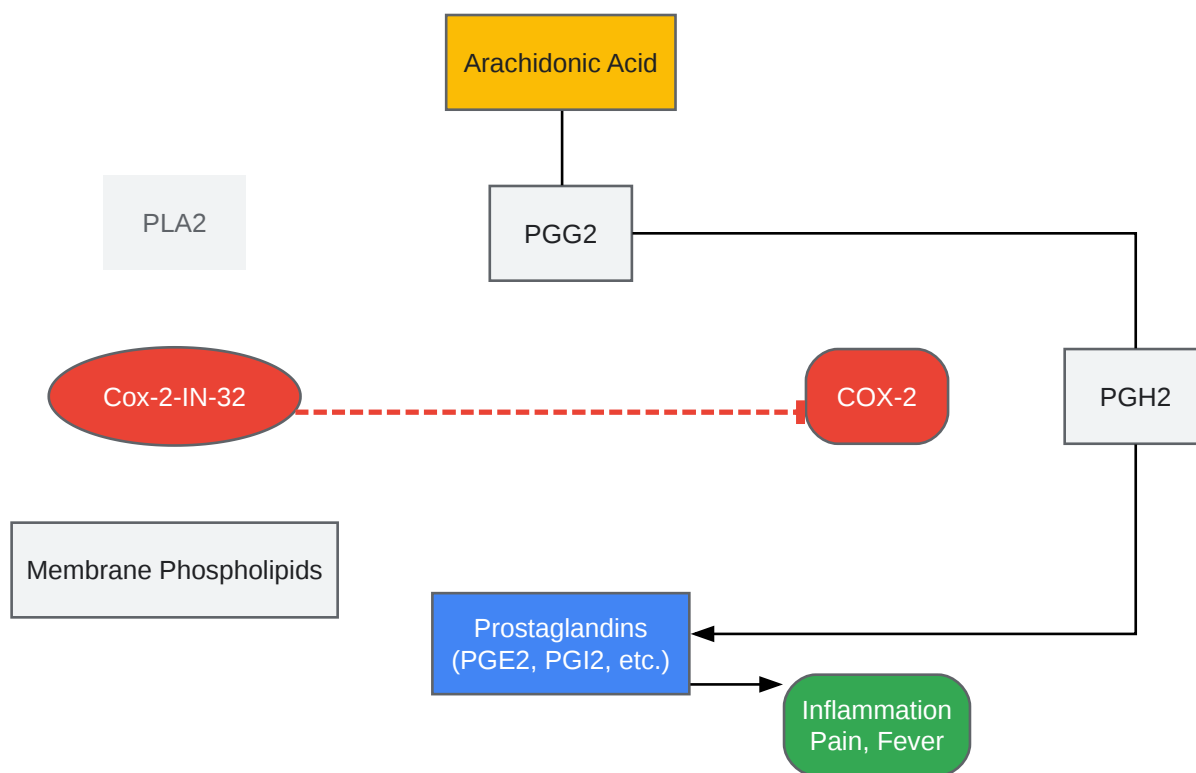 Arachidonic Acid
PLA2
PGG2
Cox-2-IN-32
COX-2
PGH2
Membrane Phospholipids
Prostaglandins
(PGE2, PGI2, etc.)
Inflammation
Pain, Fever